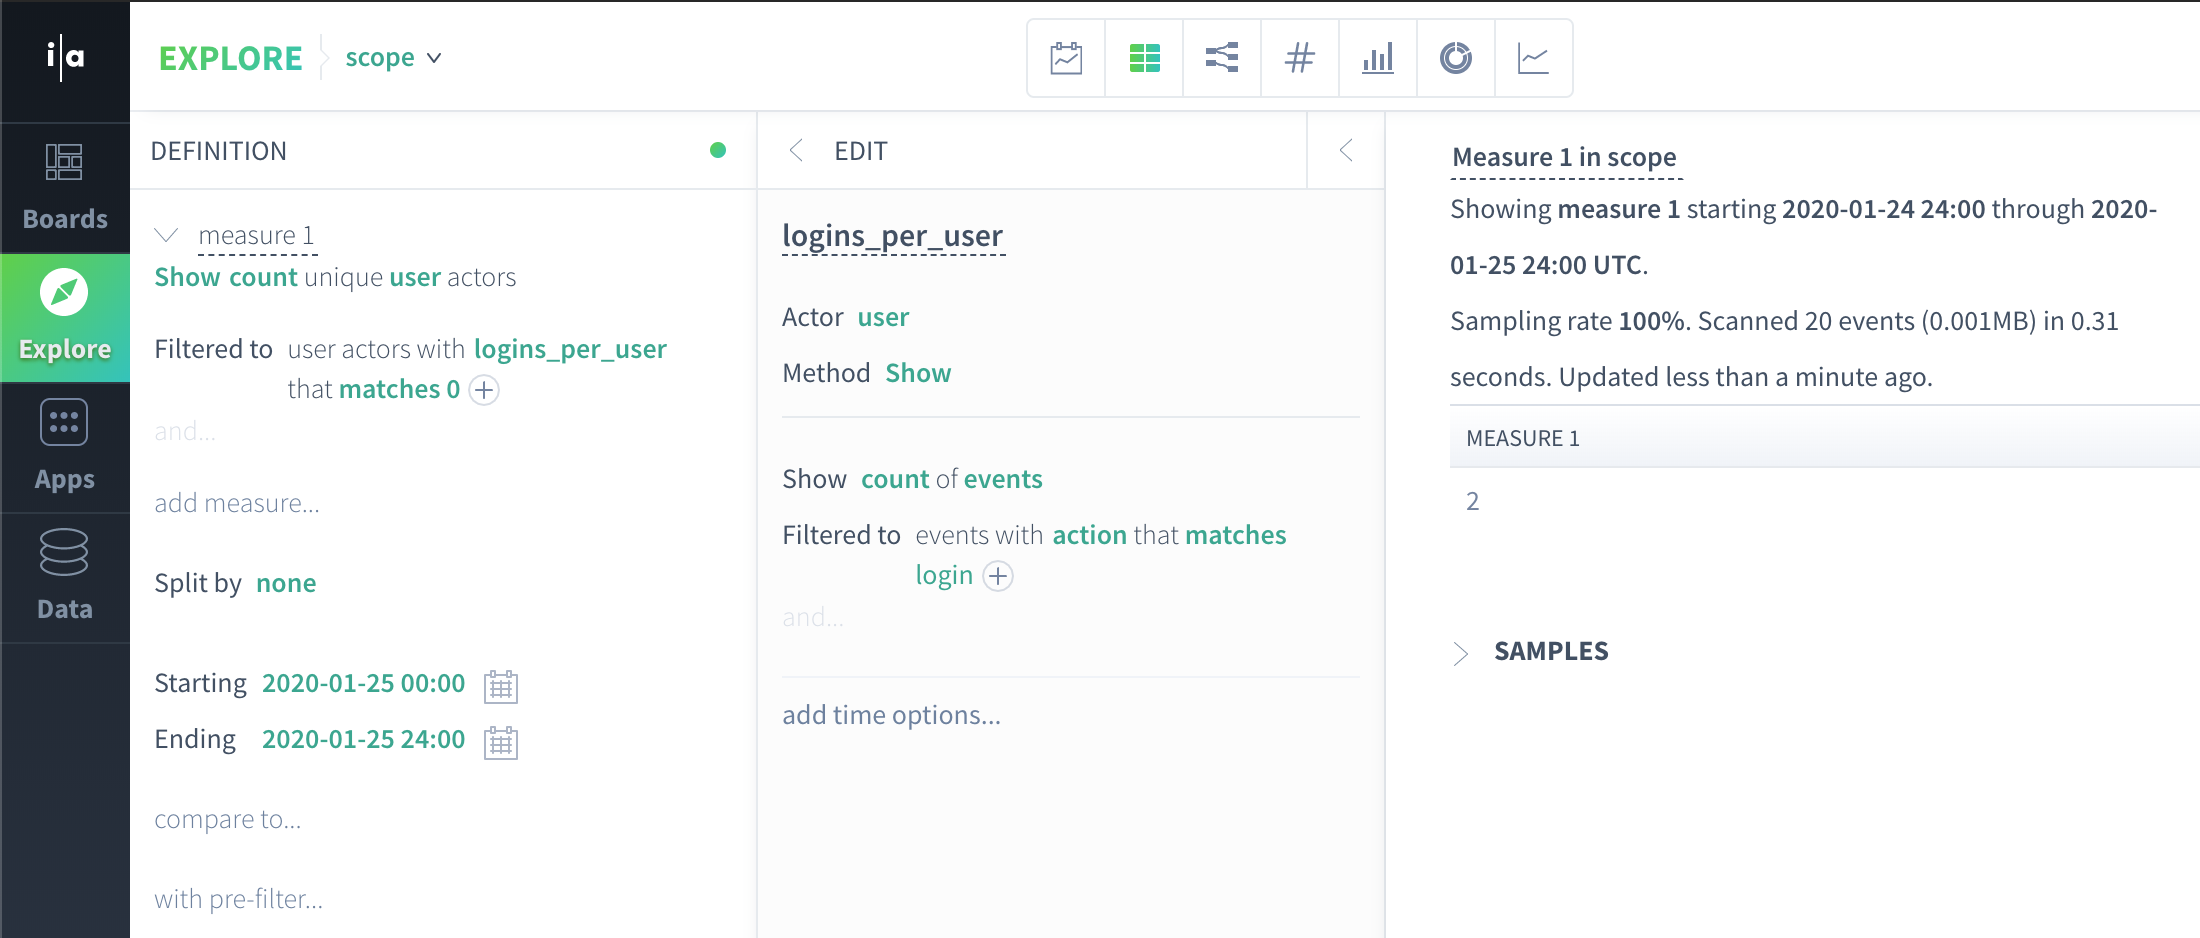 i|a
EXPLORE scope
Boards
Explore
Apps
Data
DEFINITION
measure 1
Show count unique user actors
Filtered to user actors with logins_per_user
that matches 0
and...
add measure...
Split by none
Starting 2020-01-25 00:00
Ending 2020-01-25 24:00
compare to...
with pre-filter...
EDIT
logins_per_user
Actor user
Method Show
Show count of events
Filtered to events with action that matches
login
and...
add time options...
Measure 1 in scope
Showing measure 1 starting 2020-01-24 24:00 through 2020-
01-25 24:00 UTC.
Sampling rate 100%. Scanned 20 events (0.001MB) in 0.31
seconds. Updated less than a minute ago.
MEASURE 1
2
SAMPLES